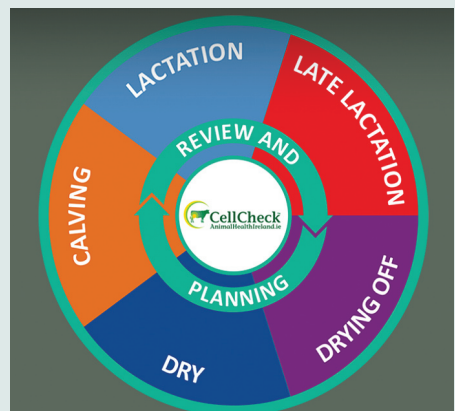 LACTATION
LATE LACTATION
DRYING OFF
DRY
CALVING
REVIEW AND
PLANNING
CellCheck
AnimalHealthIreland.ie